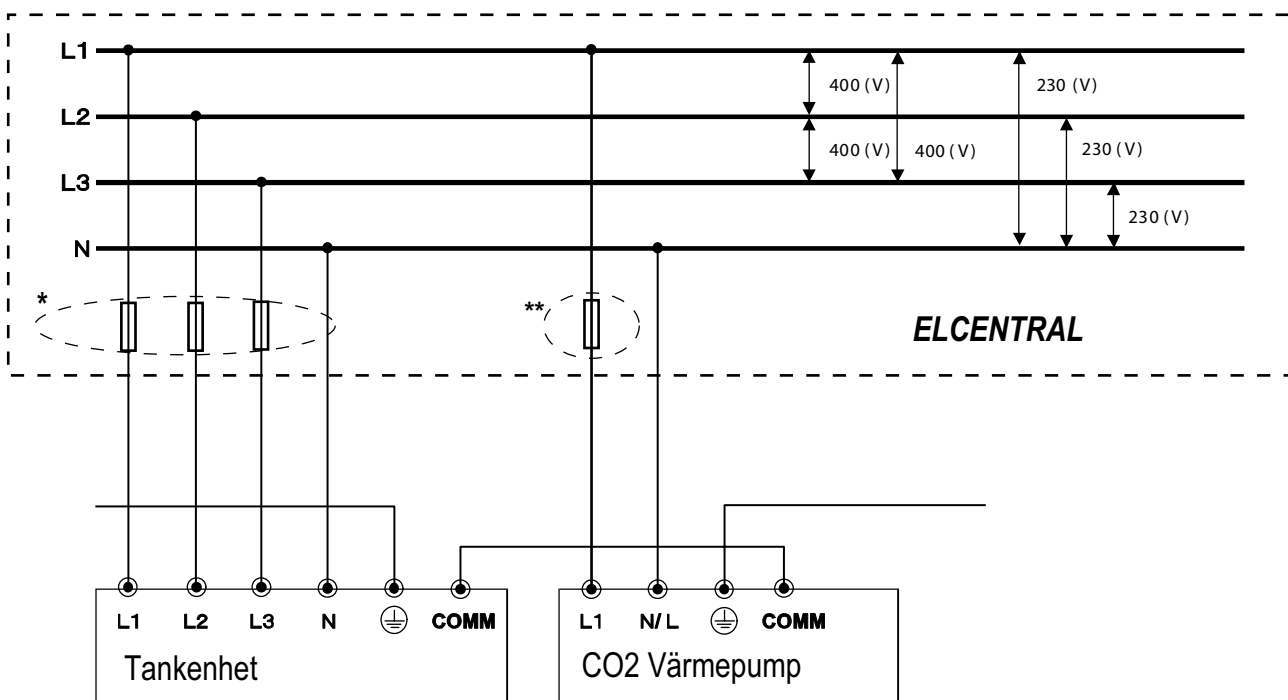 L1
400 (V)
230 (V)
L2
400 (V)
400 (V)
230 (V)
L3
230 (V)
N
*
**
ELCENTRAL
L1
L2
L3
N
COMM
L1
N/L
COMM
Tankenhet
CO2 Värmepump